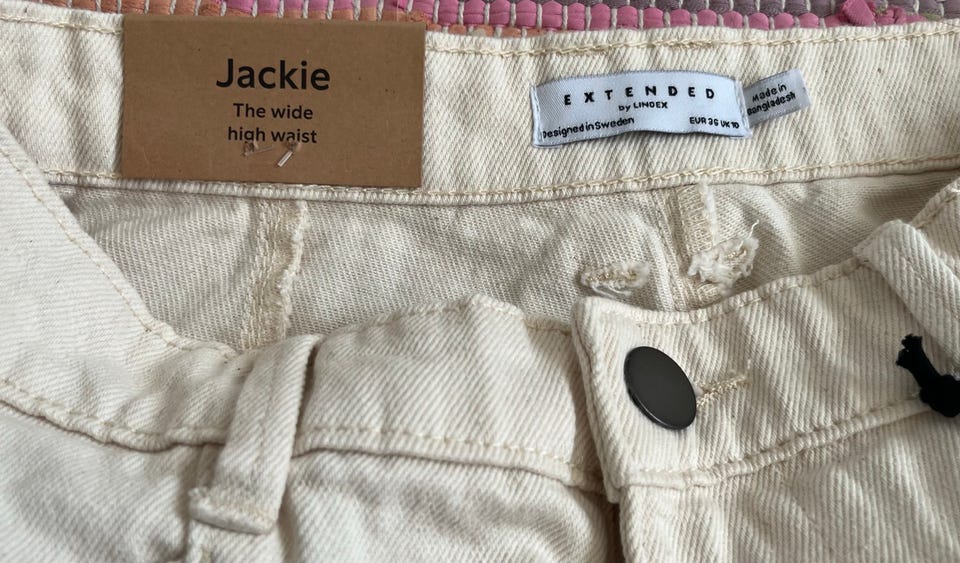 Jackie
The wide
high waist
EXTENDED
by LINDEX
Designed in Sweden
EUR 36 UK 10
Made in
Bangladesh